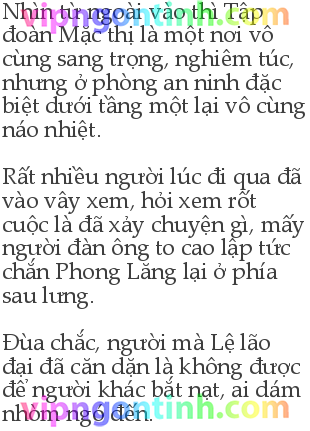 Nhìn từ ngoài vào thì Tập
đoàn Mặc thị là một nơi vô
cùng sang trọng, nghiêm túc,
nhưng ở phòng an ninh đặc
biệt dưới tầng một lại vô cùng
náo nhiệt.
Rất nhiều người lúc đi qua đã
vào vây xem, hỏi xem rốt
cuộc là đã xảy chuyện gì, mấy
người đàn ông to cao lập tức
chắn Phong Lăng lại ở phía
sau lưng.
Đùa chắc, người mà Lệ lão
đại đã căn dặn là không được
để người khác bắt nạt, ai dám
nhòm ngó đến.
vipngontinh.com
vipngontinh.com